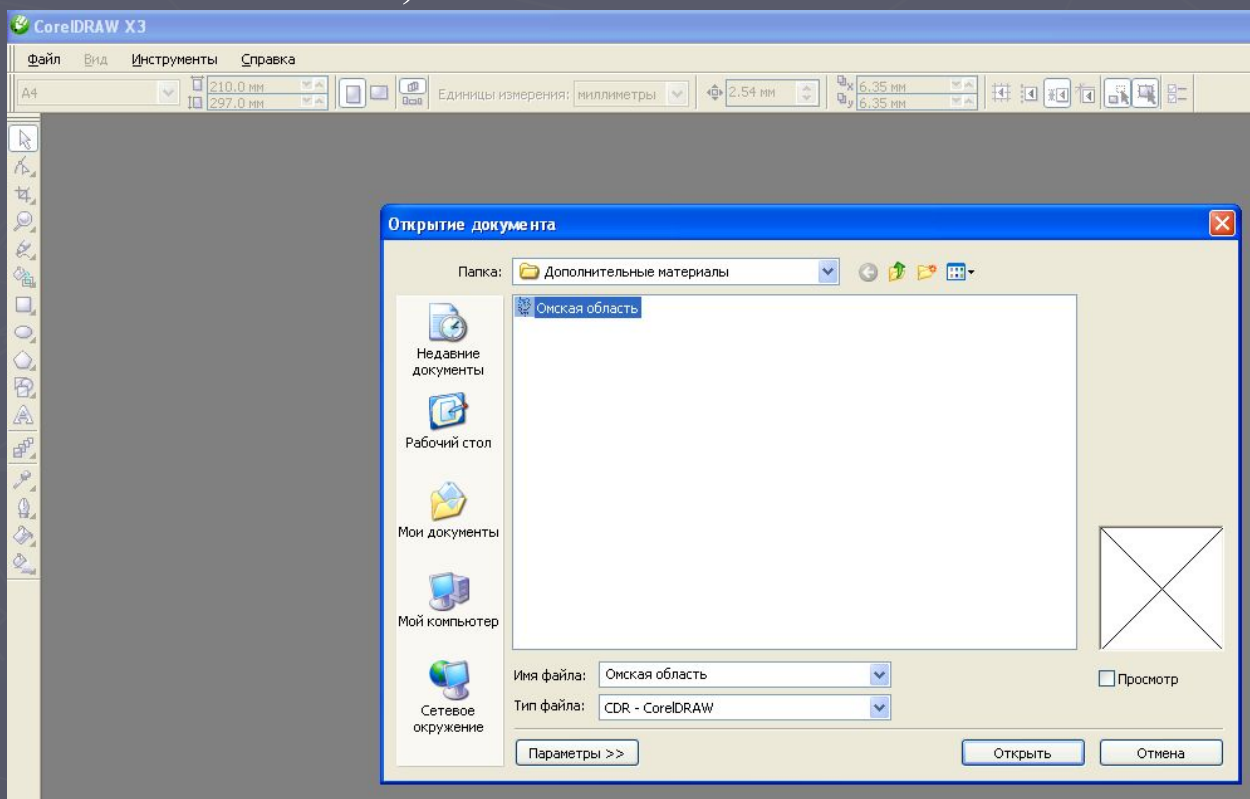 CorelDRAW X3
Файл Вид Инструменты Справка
A4 210.0 мм Единицы измерения: миллиметры 2.54 мм 6.35 мм
297.0 мм 6.35 мм
Открытие документа
Папка: Дополнительные материалы
Омская область
Недавние
документы
Рабочий стол
Мои документы
Мой компьютер
Сетевое
окружение
Имя файла: Омская область
Просмотр
Тип файла: CDR - CorelDRAW
Параметры >> Открыть Отмена